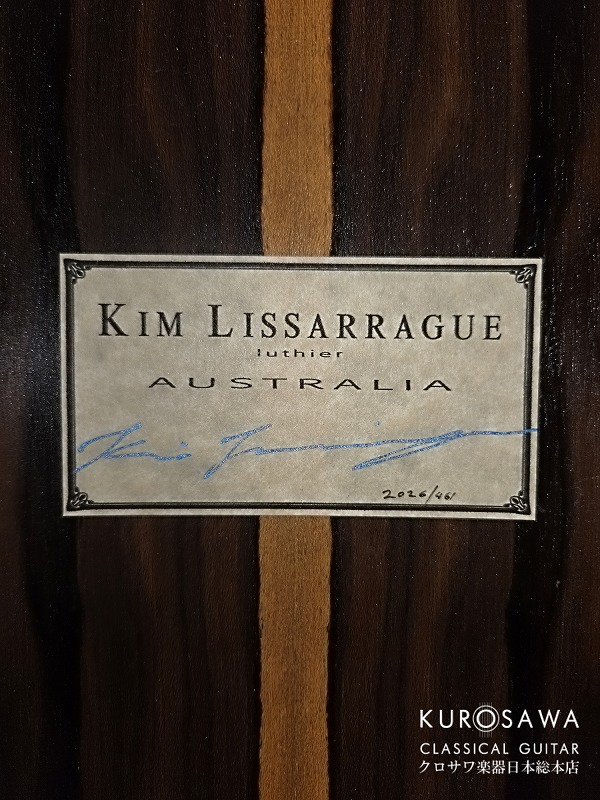 KIM LISSARRAGUE
luthier
AUSTRALIA
2026/461
KUROSAWA
CLASSICAL GUITAR
クロサワ楽器日本総本店